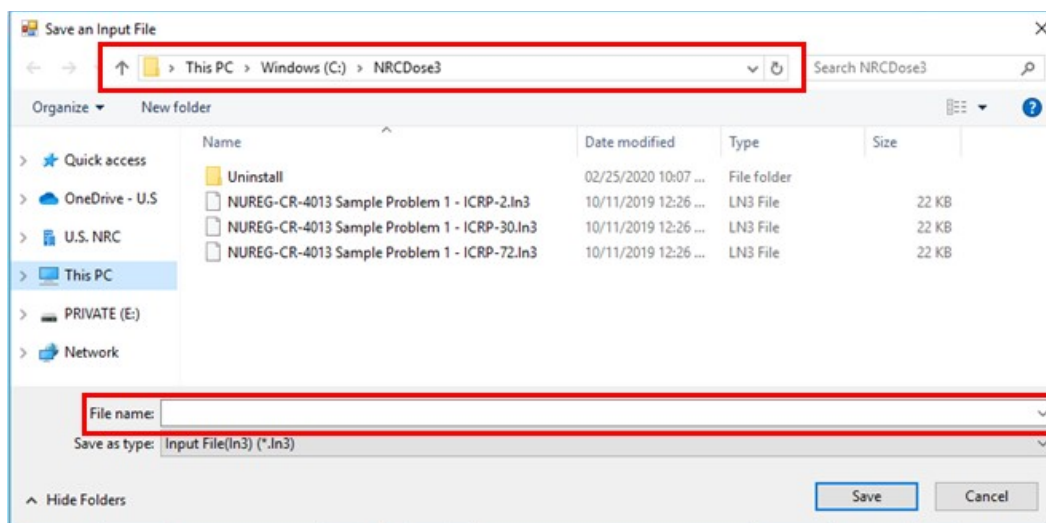 Save an Input File
This PC > Windows (C:) > NRCDose3
Search NRCDose3
Organize
New folder
Name Date modified Type Size
Quick access
OneDrive - U.S
U.S. NRC
This PC
PRIVATE (E:)
Network
Uninstall 02/25/2020 10:07 ... File folder
NUREG-CR-4013 Sample Problem 1 - ICRP-2.ln3 10/11/2019 12:26 ... LN3 File 22 KB
NUREG-CR-4013 Sample Problem 1 - ICRP-30.ln3 10/11/2019 12:26 ... LN3 File 22 KB
NUREG-CR-4013 Sample Problem 1 - ICRP-72.ln3 10/11/2019 12:26 ... LN3 File 22 KB
File name:
Save as type: Input File(ln3) (*.ln3)
Hide Folders
Save
Cancel